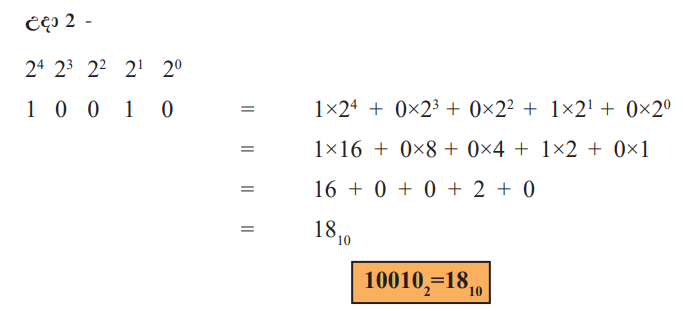 උදා 2 -
2⁴ 2³ 2² 2¹ 2⁰
1 0 0 1 0 = 1×2⁴ + 0×2³ + 0×2² + 1×2¹ + 0×2⁰
= 1×16 + 0×8 + 0×4 + 1×2 + 0×1
= 16 + 0 + 0 + 2 + 0
= 18₁₀
10010₂=18₁₀